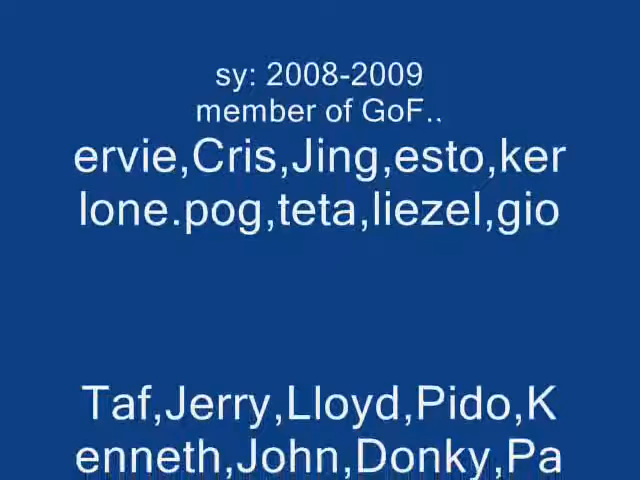 sy: 2008-2009
member of GoF..
ervie,Cris,Jing,esto,ker
lone.pog,teta,liezel,gio
Taf,Jerry,Lloyd,Pido,K
enneth,John,Donky,Pa